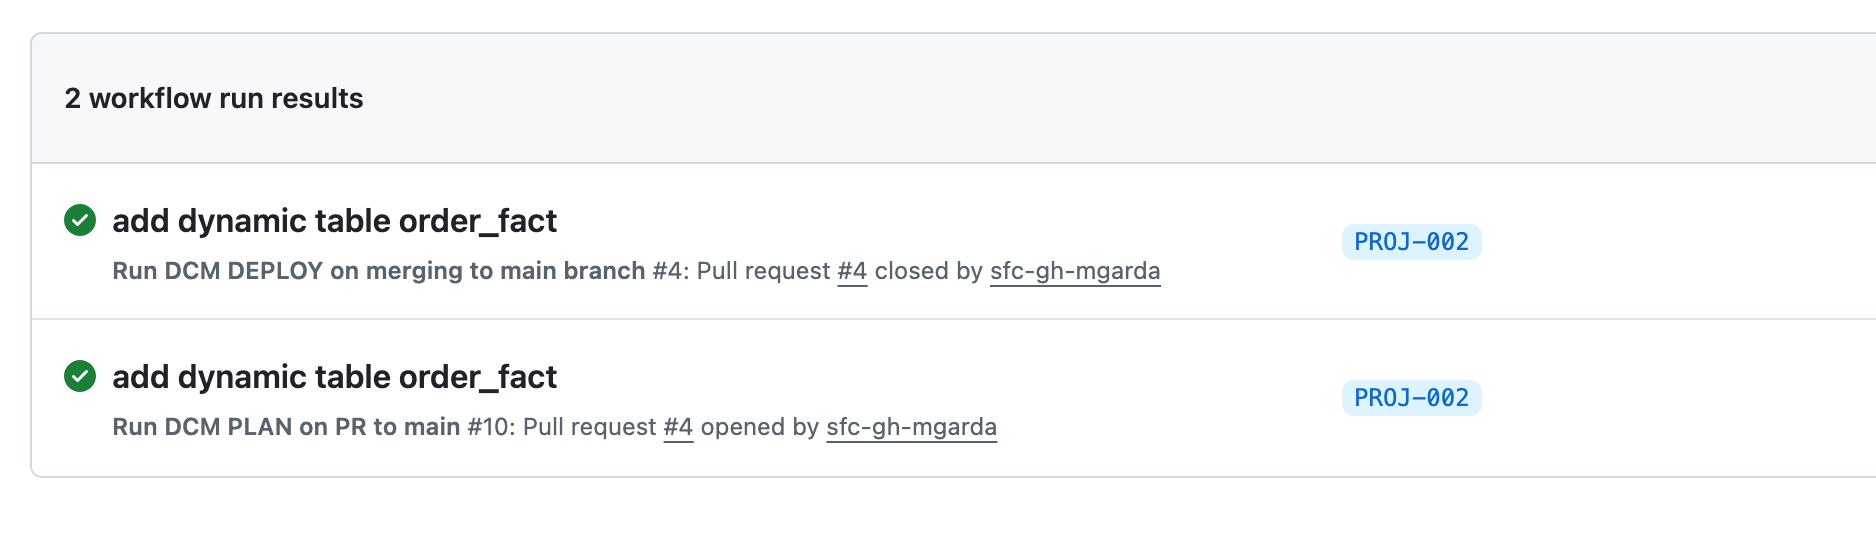 2 workflow run results
add dynamic table order_fact
Run DCM DEPLOY on merging to main branch #4: Pull request #4 closed by sfc-gh-mgarda
PROJ-002
add dynamic table order_fact
Run DCM PLAN on PR to main #10: Pull request #4 opened by sfc-gh-mgarda
PROJ-002